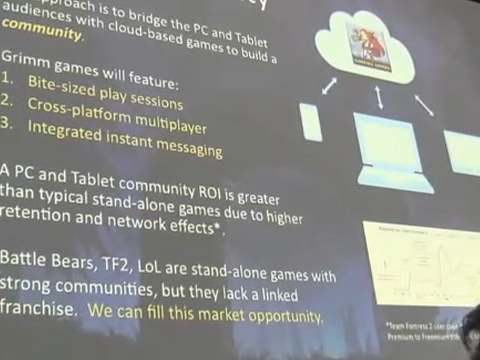 approach is to bridge the PC and Tablet
audiences with cloud-based games to build a
community.
Grimm games will feature:
1. Bite-sized play sessions
2. Cross-platform multiplayer
3. Integrated instant messaging
A PC and Tablet community ROI is greater
than typical stand-alone games due to higher
retention and network effects*.
Battle Bears, TF2, LoL are stand-alone games with
strong communities, but they lack a linked
franchise. We can fill this market opportunity.
*Team Fortress 2 user
Premium to Freemium